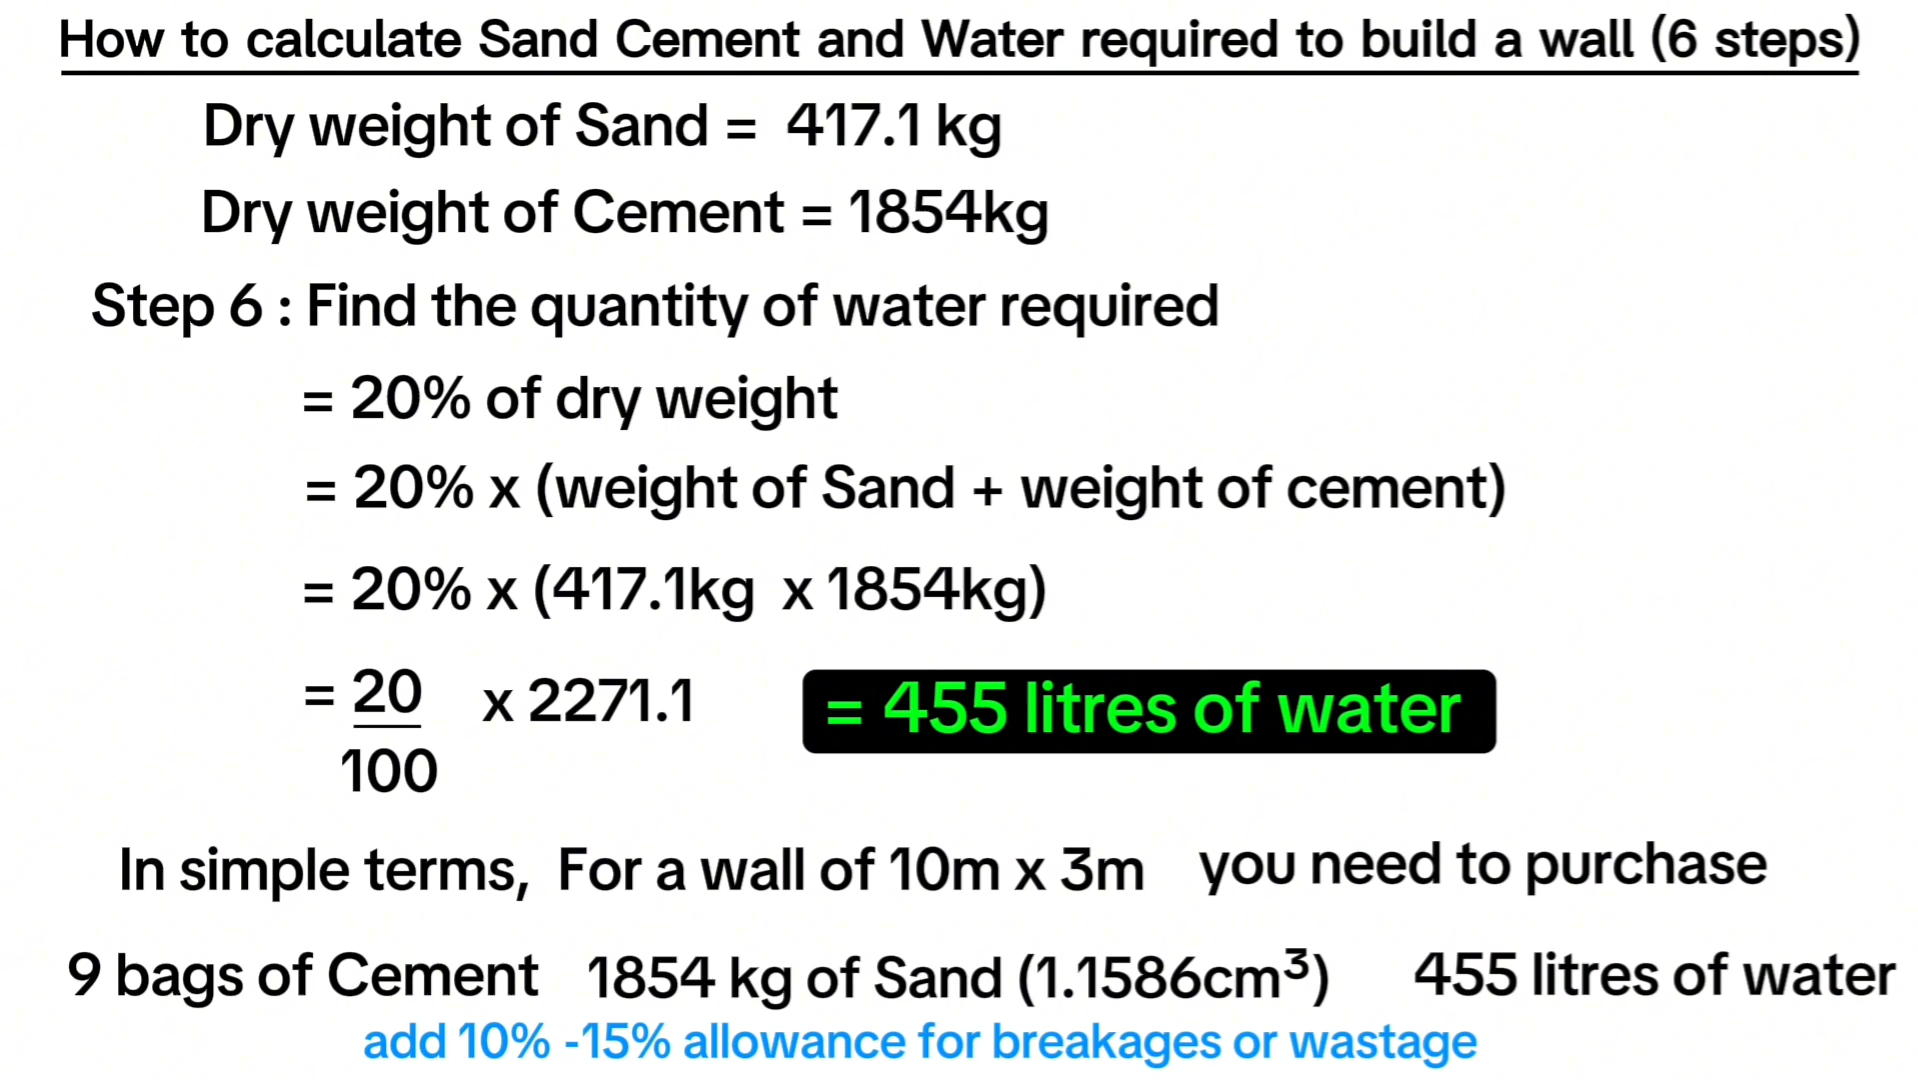 How to calculate Sand Cement and Water required to build a wall (6 steps)
Dry weight of Sand = 417.1 kg
Dry weight of Cement = 1854kg
Step 6 : Find the quantity of water required
= 20% of dry weight
= 20% x (weight of Sand + weight of cement)
= 20% x (417.1kg x 1854kg)
= 20/100 x 2271.1 = 455 litres of water
In simple terms, For a wall of 10m x 3m you need to purchase
9 bags of Cement 1854 kg of Sand (1.1586cm³) 455 litres of water
add 10% -15% allowance for breakages or wastage